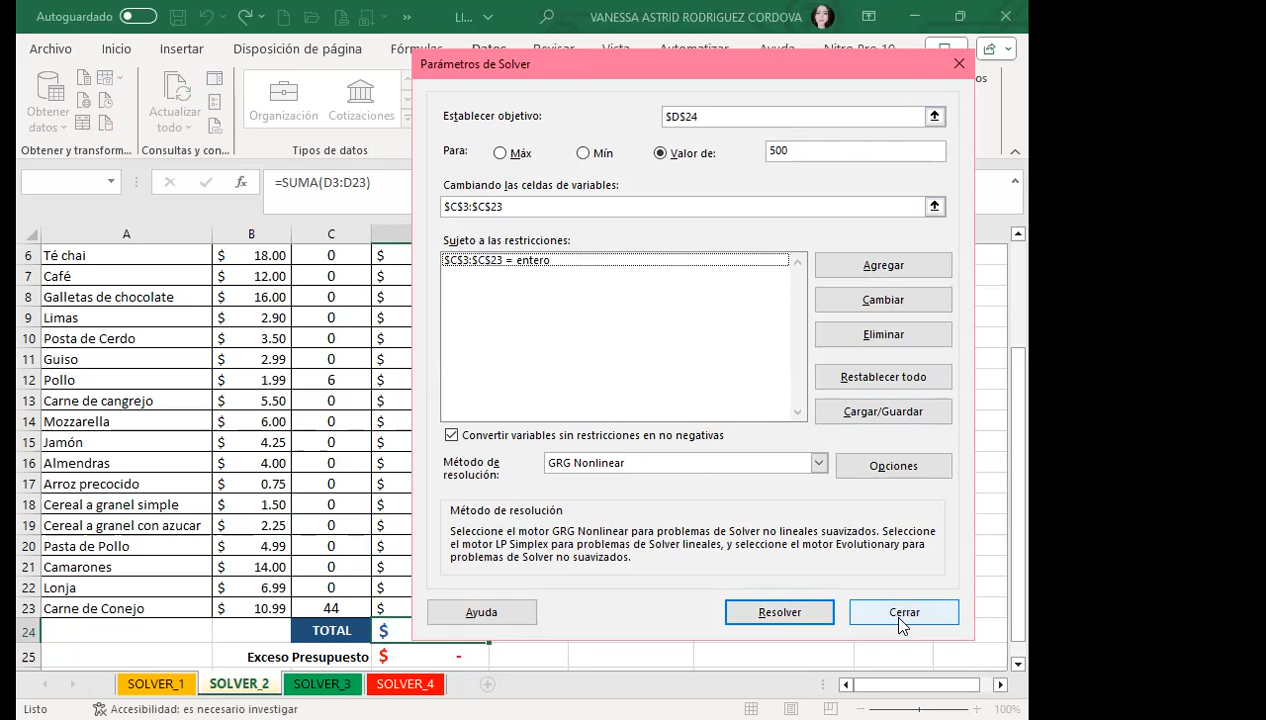 Autoguardado
LI...
VANESSA ASTRID RODRIGUEZ CORDOVA
Archivo Inicio Insertar Disposición de página Fórmulas Datos Revisar Vista Automatizar Ayuda Nitro Pro 10
Obtener datos
Actualizar todo
Organización
Cotizaciones
Obtener y transform...
Consultas y con...
Tipos de datos
fx =SUMA(D3:D23)
A B C
6 Té chai $ 18.00 0 $
7 Café $ 12.00 0 $
8 Galletas de chocolate $ 16.00 0 $
9 Limas $ 2.90 0 $
10 Posta de Cerdo $ 3.50 0 $
11 Guiso $ 2.99 0 $
12 Pollo $ 1.99 6 $
13 Carne de cangrejo $ 5.50 0 $
14 Mozzarella $ 6.00 0 $
15 Jamón $ 4.25 0 $
16 Almendras $ 4.00 0 $
17 Arroz precocido $ 0.75 0 $
18 Cereal a granel simple $ 1.50 0 $
19 Cereal a granel con azucar $ 2.25 0 $
20 Pasta de Pollo $ 4.99 0 $
21 Camarones $ 14.00 0 $
22 Lonja $ 6.99 0 $
23 Carne de Conejo $ 10.99 44 $
24 TOTAL $
25 Exceso Presupuesto $ -
SOLVER_1 SOLVER_2 SOLVER_3 SOLVER_4
Listo
Accesibilidad: es necesario investigar
100%
Parámetros de Solver
Establecer objetivo: $D$24
Para: Máx Mín Valor de: 500
Cambiando las celdas de variables:
$C$3:$C$23
Sujeto a las restricciones:
$C$3:$C$23 = entero
Agregar
Cambiar
Eliminar
Restablecer todo
Cargar/Guardar
Convertir variables sin restricciones en no negativas
Método de resolución: GRG Nonlinear
Opciones
Método de resolución
Seleccione el motor GRG Nonlinear para problemas de Solver no lineales suavizados. Seleccione
el motor LP Simplex para problemas de Solver lineales, y seleccione el motor Evolutionary para
problemas de Solver no suavizados.
Ayuda
Resolver
Cerrar